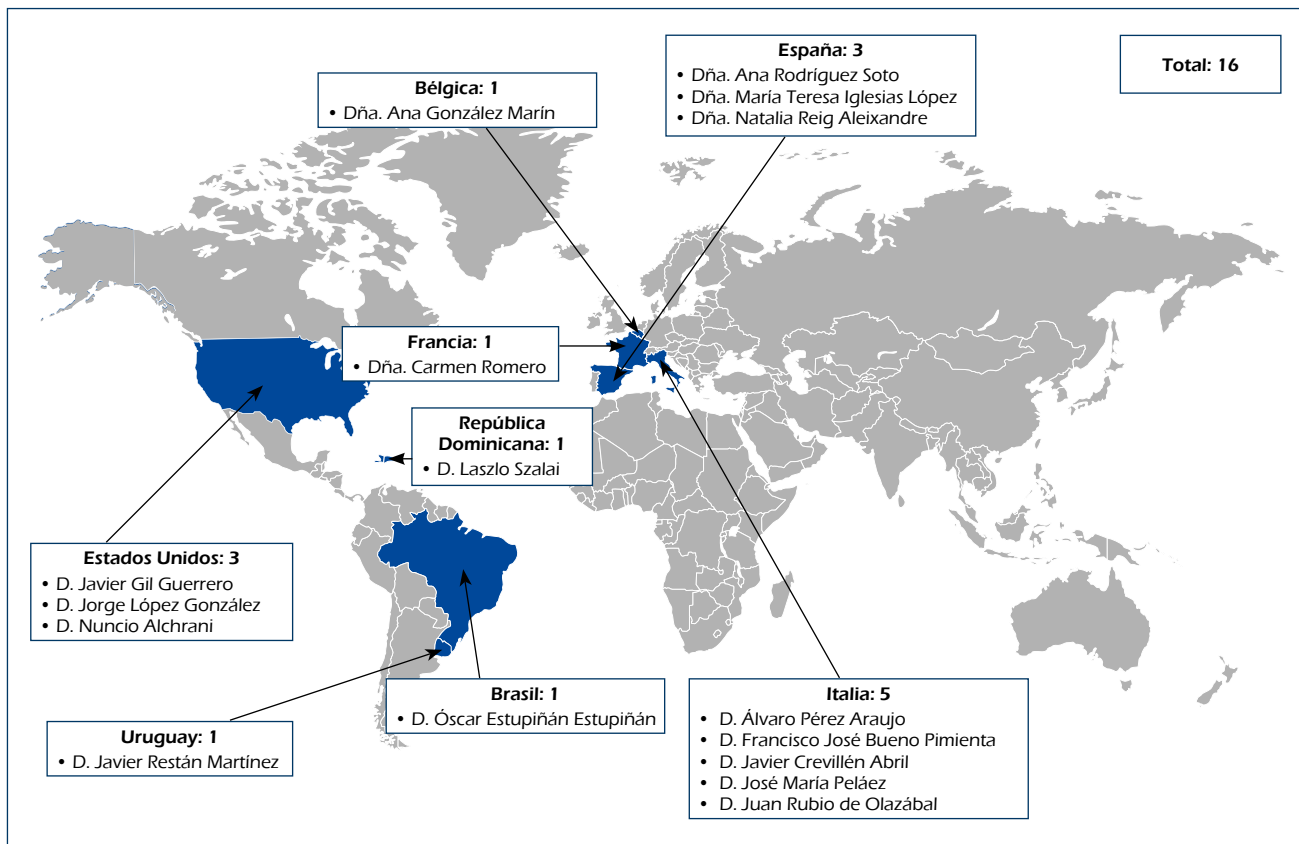 España: 3
• Dña. Ana Rodríguez Soto
• Dña. María Teresa Iglesias López
• Dña. Natalia Reig Aleixandre
Total: 16
Bélgica: 1
• Dña. Ana González Marín
Francia: 1
• Dña. Carmen Romero
República
Dominicana: 1
• D. Laszlo Szalai
Estados Unidos: 3
• D. Javier Gil Guerrero
• D. Jorge López González
• D. Nuncio Alchrani
Brasil: 1
• D. Óscar Estupiñán Estupiñán
Uruguay: 1
• D. Javier Restán Martínez
Italia: 5
• D. Álvaro Pérez Araujo
• D. Francisco José Bueno Pimienta
• D. Javier Crevillén Abril
• D. José María Peláez
• D. Juan Rubio de Olazábal